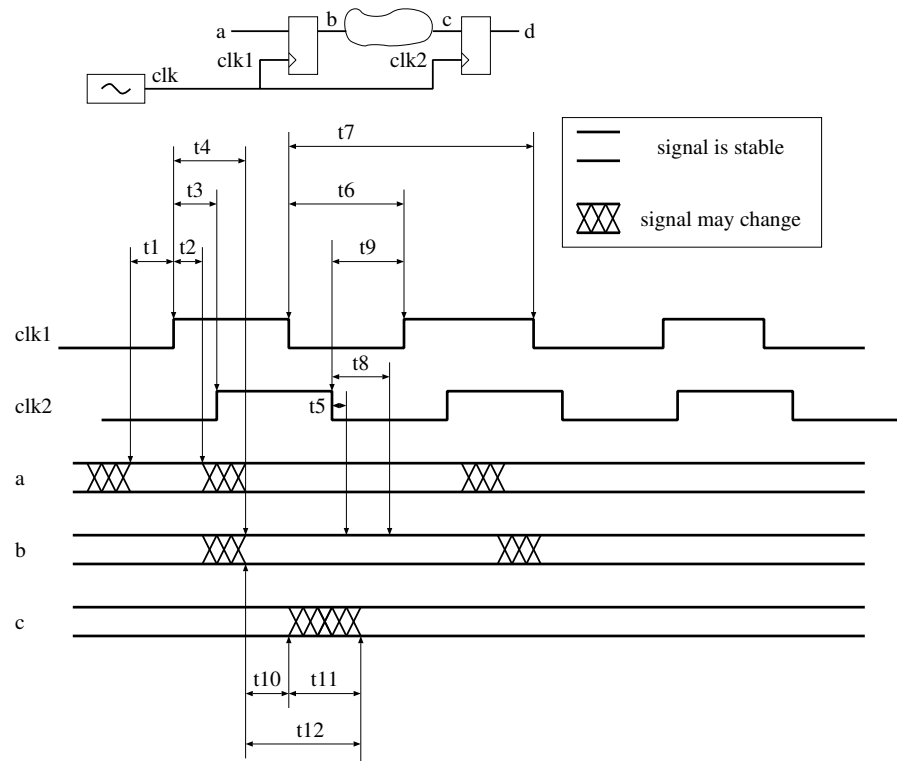 a
b
c
d
clk1
clk2
clk
t7
t4
signal is stable
t3
t6
signal may change
t1
t2
t9
clk1
t8
clk2
t5
a
b
c
t10
t11
t12